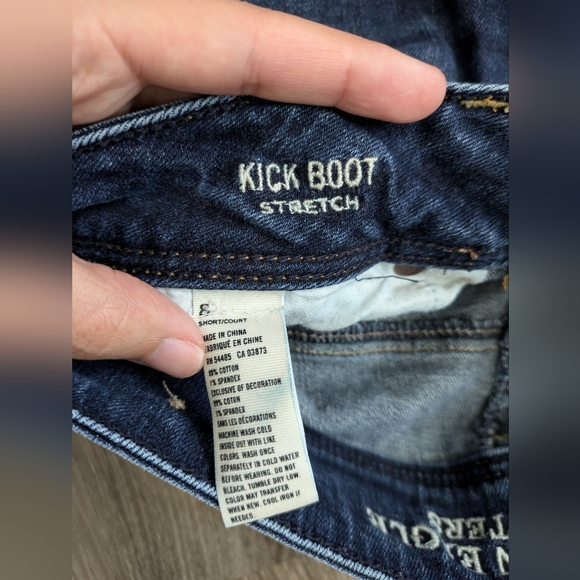 KICK BOOT
STRETCH
8
SHORT/COURT
MADE IN CHINA
FABRIQUÉ EN CHINE
RN 54485 CA 03873
99% COTTON
1% SPANDEX
EXCLUSIVE OF DECORATION
99% COTON
1% SPANDEX
SANS LES DÉCORATIONS
MACHINE WASH COLD
INSIDE OUT WITH LIKE
COLORS. WASH ONCE
SEPARATELY IN COLD WATER
BEFORE WEARING. DO NOT
BLEACH. TUMBLE DRY LOW.
COLOR MAY TRANSFER
WHEN NEW. COOL IRON IF
NEEDED.